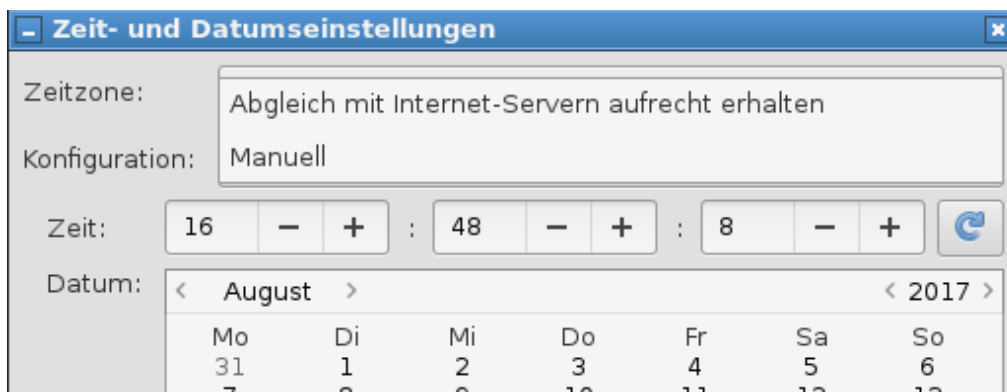 Zeit- und Datumseinstellungen
Zeitzone:
Abgleich mit Internet-Servern aufrecht erhalten
Konfiguration: Manuell
Zeit: 16 − + : 48 − + : 8 − +
Datum: < August > < 2017 >
Mo Di Mi Do Fr Sa So
31 1 2 3 4 5 6